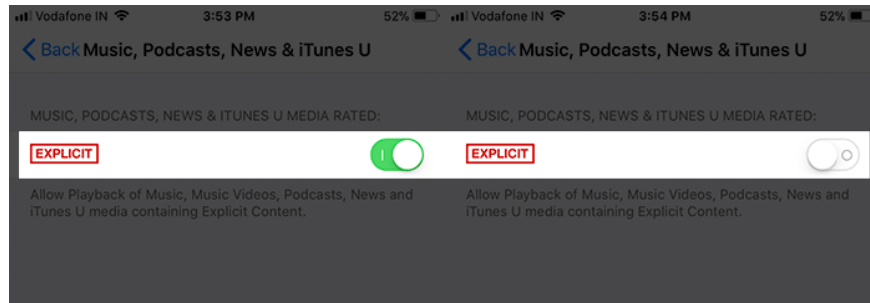 Vodafone IN 3:53 PM 52%
Back Music, Podcasts, News & iTunes U
MUSIC, PODCASTS, NEWS & ITUNES U MEDIA RATED:
EXPLICIT
Allow Playback of Music, Music Videos, Podcasts, News and
iTunes U media containing Explicit Content.
Vodafone IN 3:54 PM 52%
Back Music, Podcasts, News & iTunes U
MUSIC, PODCASTS, NEWS & ITUNES U MEDIA RATED:
EXPLICIT
Allow Playback of Music, Music Videos, Podcasts, News and
iTunes U media containing Explicit Content.